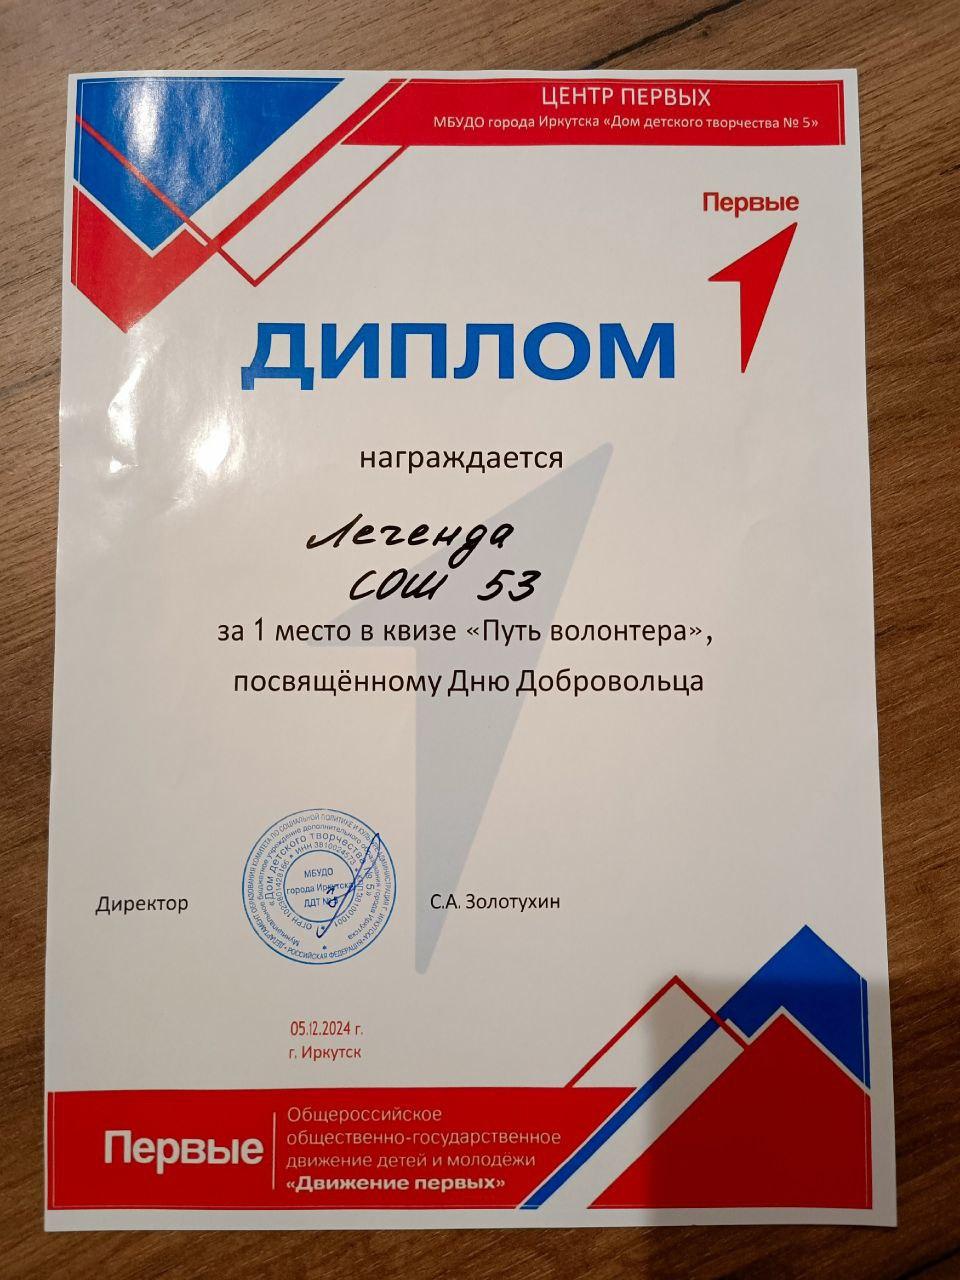 ЦЕНТР ПЕРВЫХ
МБУДО города Иркутска «Дом детского творчества № 5»
Первые
ДИПЛОМ
награждается
Легенда
СОШ 53
за 1 место в квизе «Путь волонтера»,
посвящённому Дню Добровольца
МБУДО
города Иркутска
ДДТ №
Директор
С.А. Золотухин
05.12.2024 г.
г. Иркутск
Первые
Общероссийское
общественно-государственное
движение детей и молодёжи
«Движение первых»